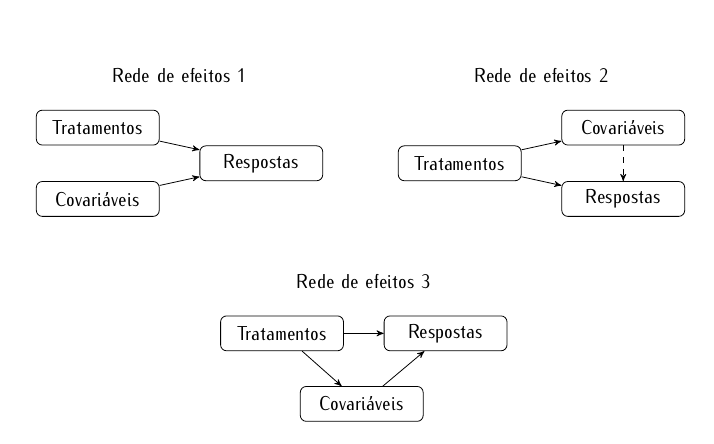 Rede de efeitos 1
Tratamentos
Covariáveis
Respostas
Rede de efeitos 2
Tratamentos
Covariáveis
Respostas
Rede de efeitos 3
Tratamentos
Respostas
Covariáveis